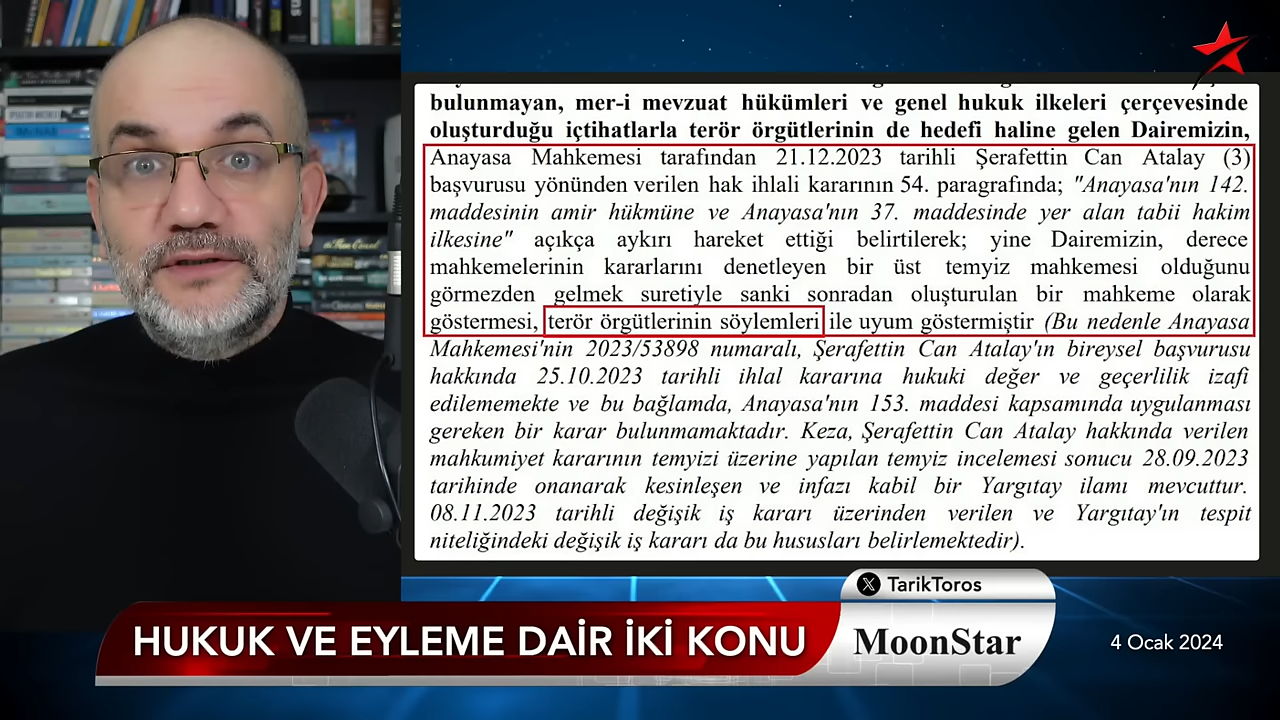 bulunmayan, mer-i mevzuat hükümleri ve genel hukuk ilkeleri çerçevesinde
oluşturduğu içtihatlarla terör örgütlerinin de hedefi haline gelen Dairemizin,
Anayasa Mahkemesi tarafından 21.12.2023 tarihli Şerafettin Can Atalay (3)
başvurusu yönünden verilen hak ihlali kararının 54. paragrafında; "Anayasa'nın 142.
maddesinin amir hükmüne ve Anayasa'nın 37. maddesinde yer alan tabii hakim
ilkesine" açıkça aykırı hareket ettiği belirtilerek; yine Dairemizin, derece
mahkemelerinin kararlarını denetleyen bir üst temyiz mahkemesi olduğunu
görmezden gelmek suretiyle sanki sonradan oluşturulan bir mahkeme olarak
göstermesi, terör örgütlerinin söylemleri ile uyum göstermiştir (Bu nedenle Anayasa
Mahkemesi'nin 2023/53898 numaralı, Şerafettin Can Atalay'ın bireysel başvurusu
hakkında 25.10.2023 tarihli ihlal kararına hukuki değer ve geçerlilik izafi
edilememekte ve bu bağlamda, Anayasa'nın 153. maddesi kapsamında uygulanması
gereken bir karar bulunmamaktadır. Keza, Şerafettin Can Atalay hakkında verilen
mahkumiyet kararının temyizi üzerine yapılan temyiz incelemesi sonucu 28.09.2023
tarihinde onanarak kesinleşen ve infazı kabil bir Yargıtay ilamı mevcuttur.
08.11.2023 tarihli değişik iş kararı üzerinden verilen ve Yargıtay'ın tespit
niteliğindeki değişik iş kararı da bu hususları belirlemektedir).
TarikToros
HUKUK VE EYLEME DAİR İKİ KONU
MoonStar
4 Ocak 2024